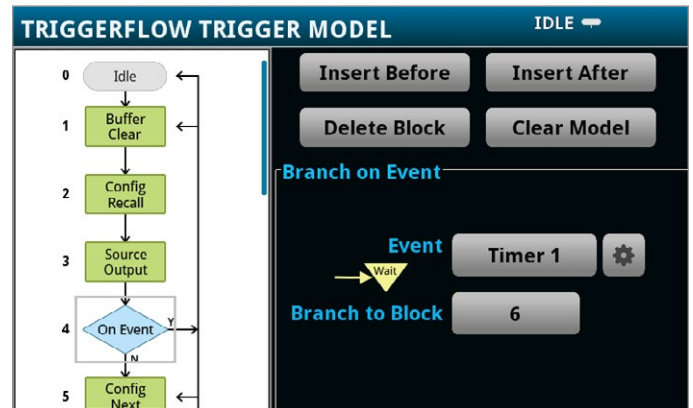 TRIGGERFLOW TRIGGER MODEL
IDLE
0
Idle
1
Buffer
Clear
2
Config
Recall
3
Source
Output
4
On Event
Y
N
5
Config
Next
Insert Before
Insert After
Delete Block
Clear Model
Branch on Event
Event
Timer 1
Wait
Branch to Block
6